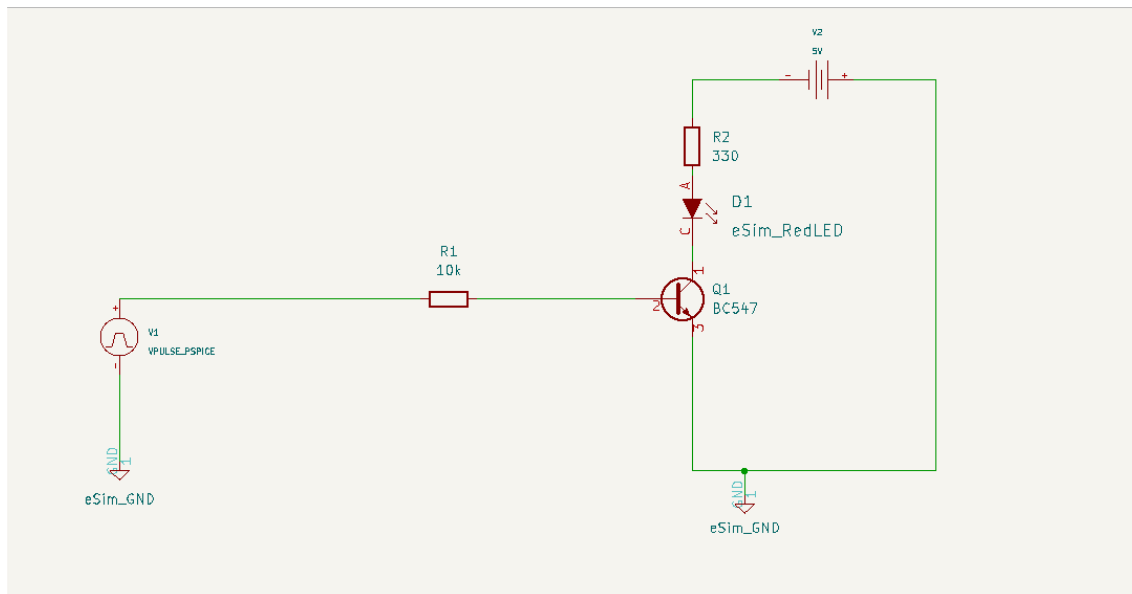 V2
5V
-
+
R2
330
A
D1
C
eSim_RedLED
R1
10k
1
Q1
2
BC547
3
+
V1
VPULSE_PSPICE
-
GND
1
eSim_GND
GND
1
eSim_GND